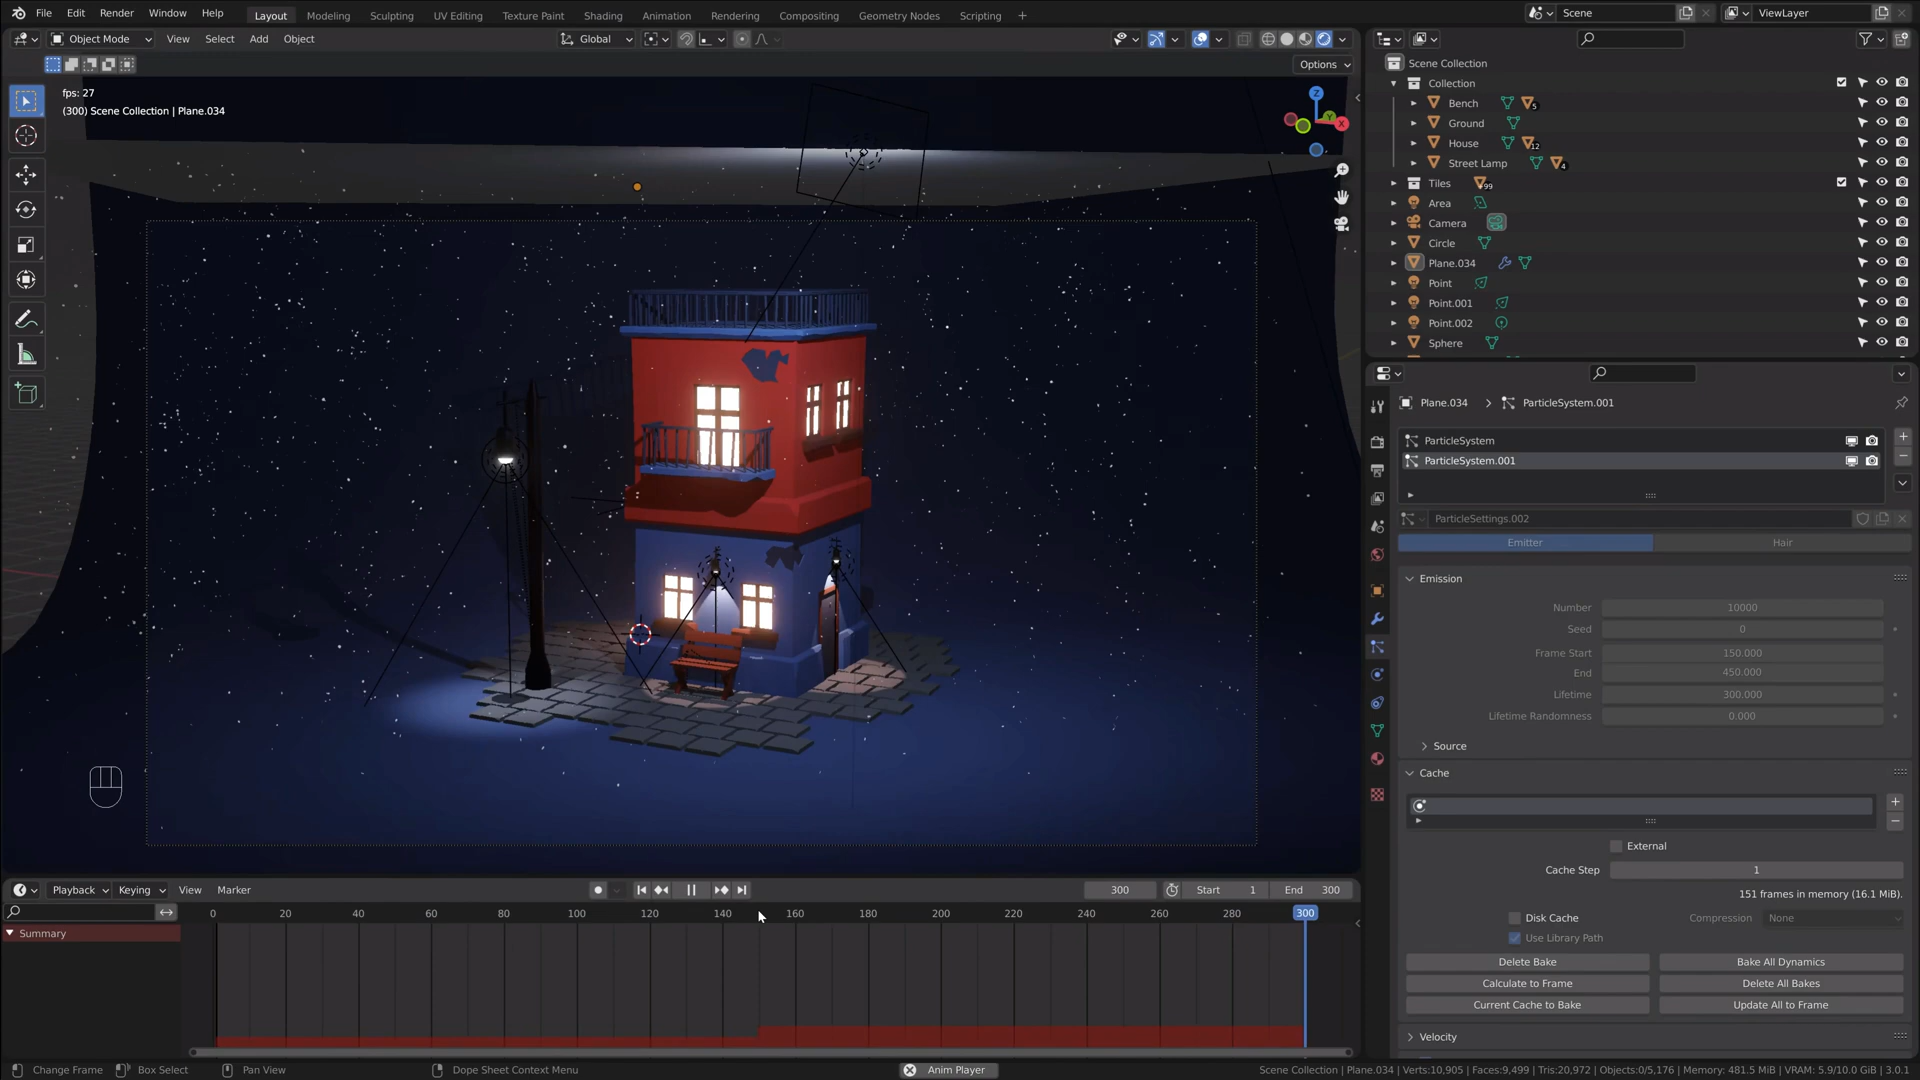 File Edit Render Window Help Layout Modeling Sculpting UV Editing Texture Paint Shading Animation Rendering Compositing Geometry Nodes Scripting + Scene ViewLayer
Object Mode View Select Add Object Global
Options
fps: 27
(300) Scene Collection | Plane.034
Z
Y
X
Scene Collection
Collection
Bench 5
Ground
House 12
Street Lamp 4
Tiles 99
Area
Camera
Circle
Plane.034
Point
Point.001
Point.002
Sphere
Plane.034 > ParticleSystem.001
ParticleSystem
ParticleSystem.001
ParticleSettings.002
Emitter Hair
Emission
Number 10000
Seed 0
Frame Start 150.000
End 450.000
Lifetime 300.000
Lifetime Randomness 0.000
Source
Cache
External
Cache Step 1
151 frames in memory (16.1 MiB).
Disk Cache Compression None
Use Library Path
Delete Bake Bake All Dynamics
Calculate to Frame Delete All Bakes
Current Cache to Bake Update All to Frame
Velocity
Playback Keying View Marker 300 Start 1 End 300
0 20 40 60 80 100 120 140 160 180 200 220 240 260 280 300
Summary
Change Frame Box Select Pan View Dope Sheet Context Menu Anim Player Scene Collection | Plane.034 | Verts:10,905 | Faces:9,499 | Tris:20,972 | Objects:0/5,176 | Memory: 481.5 MiB | VRAM: 5.9/10.0 GiB | 3.0.1